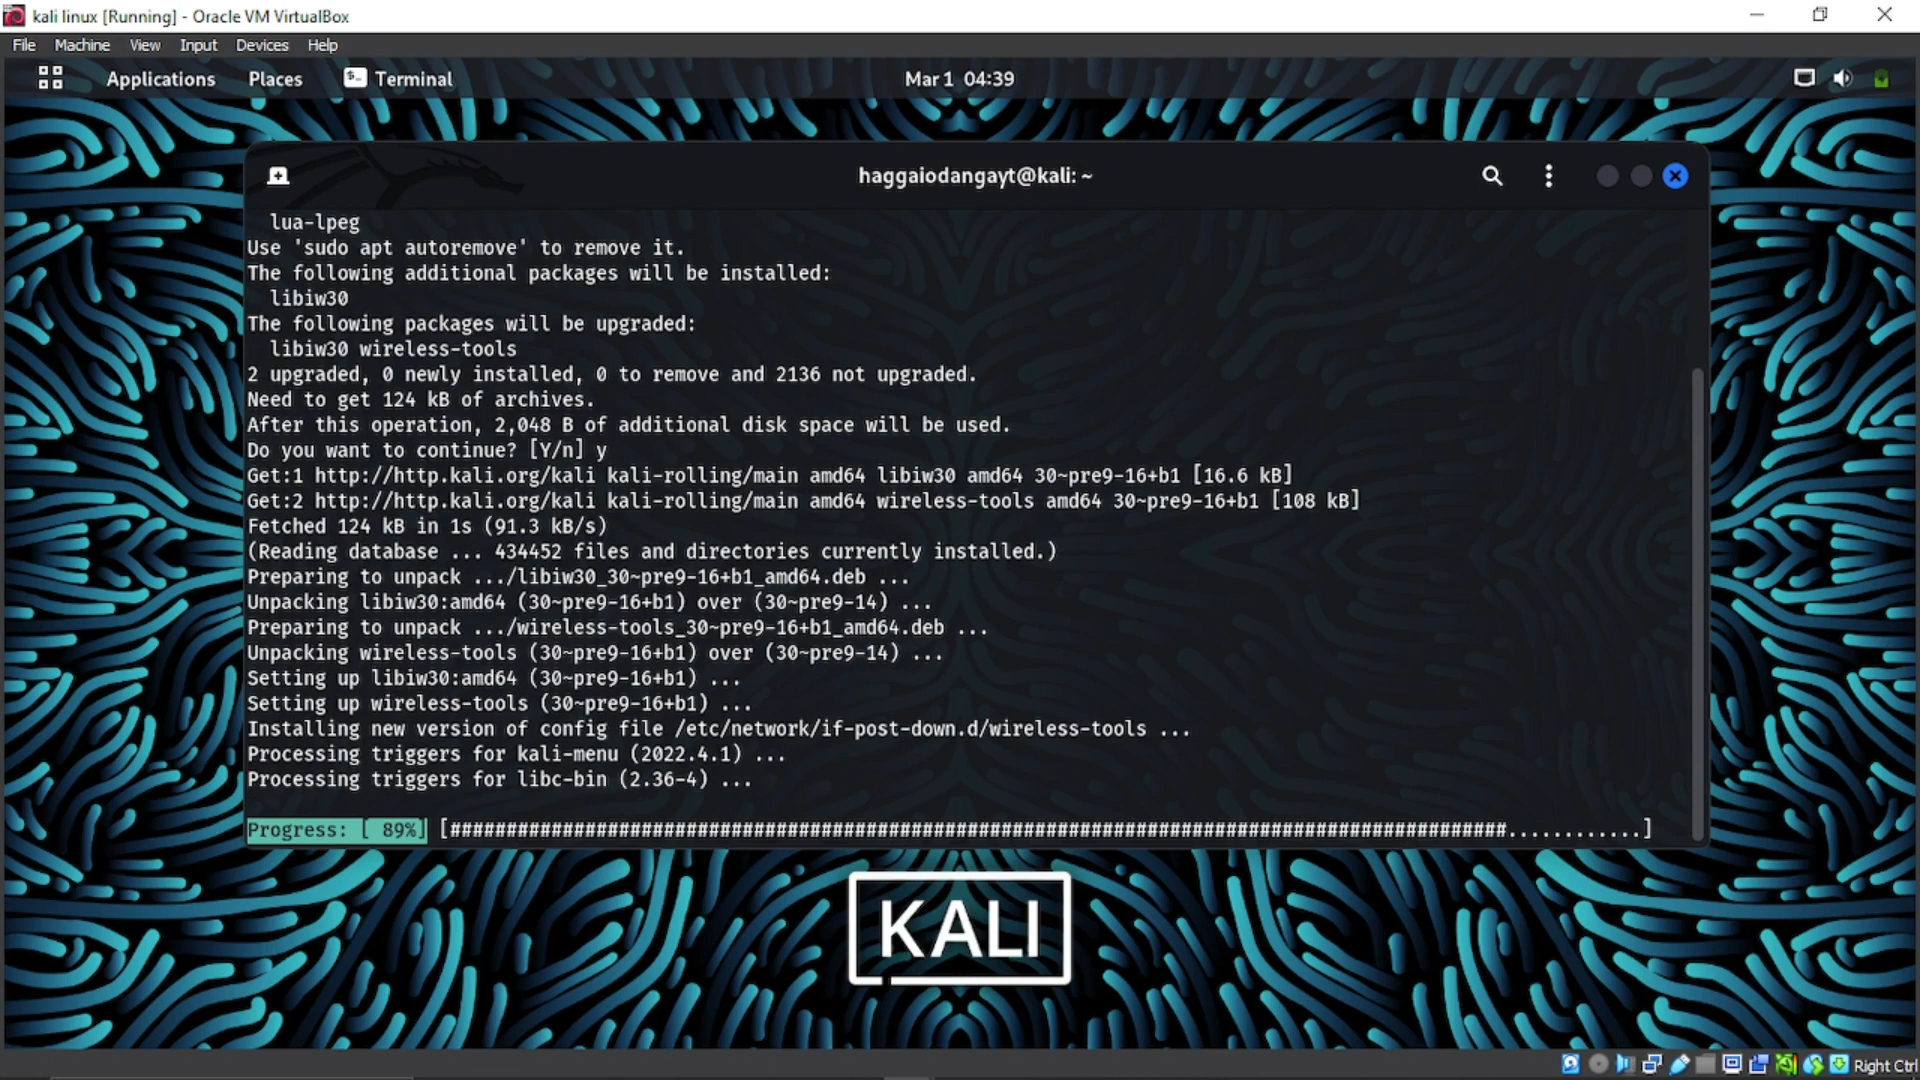 kali linux [Running] - Oracle VM VirtualBox
File Machine View Input Devices Help
Applications Places Terminal Mar 1 04:39
haggaiodangayt@kali: ~
lua-lpeg
Use 'sudo apt autoremove' to remove it.
The following additional packages will be installed:
libiw30
The following packages will be upgraded:
libiw30 wireless-tools
2 upgraded, 0 newly installed, 0 to remove and 2136 not upgraded.
Need to get 124 kB of archives.
After this operation, 2,048 B of additional disk space will be used.
Do you want to continue? [Y/n] y
Get:1 http://http.kali.org/kali kali-rolling/main amd64 libiw30 amd64 30~pre9-16+b1 [16.6 kB]
Get:2 http://http.kali.org/kali kali-rolling/main amd64 wireless-tools amd64 30~pre9-16+b1 [108 kB]
Fetched 124 kB in 1s (91.3 kB/s)
(Reading database ... 434452 files and directories currently installed.)
Preparing to unpack .../libiw30_30~pre9-16+b1_amd64.deb ...
Unpacking libiw30:amd64 (30~pre9-16+b1) over (30~pre9-14) ...
Preparing to unpack .../wireless-tools_30~pre9-16+b1_amd64.deb ...
Unpacking wireless-tools (30~pre9-16+b1) over (30~pre9-14) ...
Setting up libiw30:amd64 (30~pre9-16+b1) ...
Setting up wireless-tools (30~pre9-16+b1) ...
Installing new version of config file /etc/network/if-post-down.d/wireless-tools ...
Processing triggers for kali-menu (2022.4.1) ...
Processing triggers for libc-bin (2.36-4) ...
Progress: [ 89%] [##############################################################################################............]
KALI
Right Ctrl